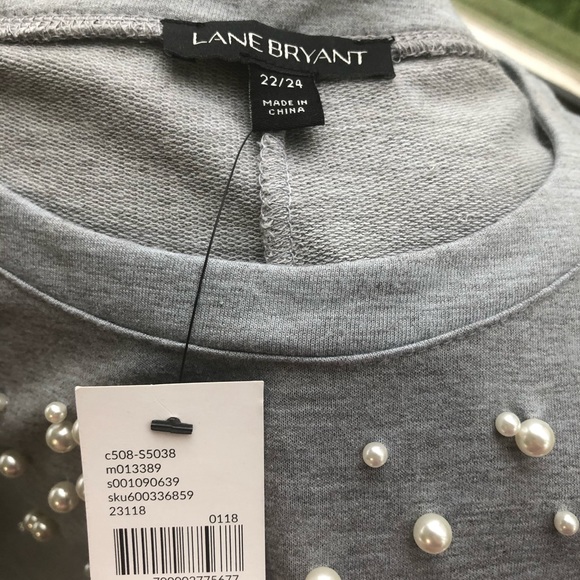 LANE BRYANT
22/24
MADE IN
CHINA
c508-S5038
m013389
s001090639
sku600336859
23118
0118